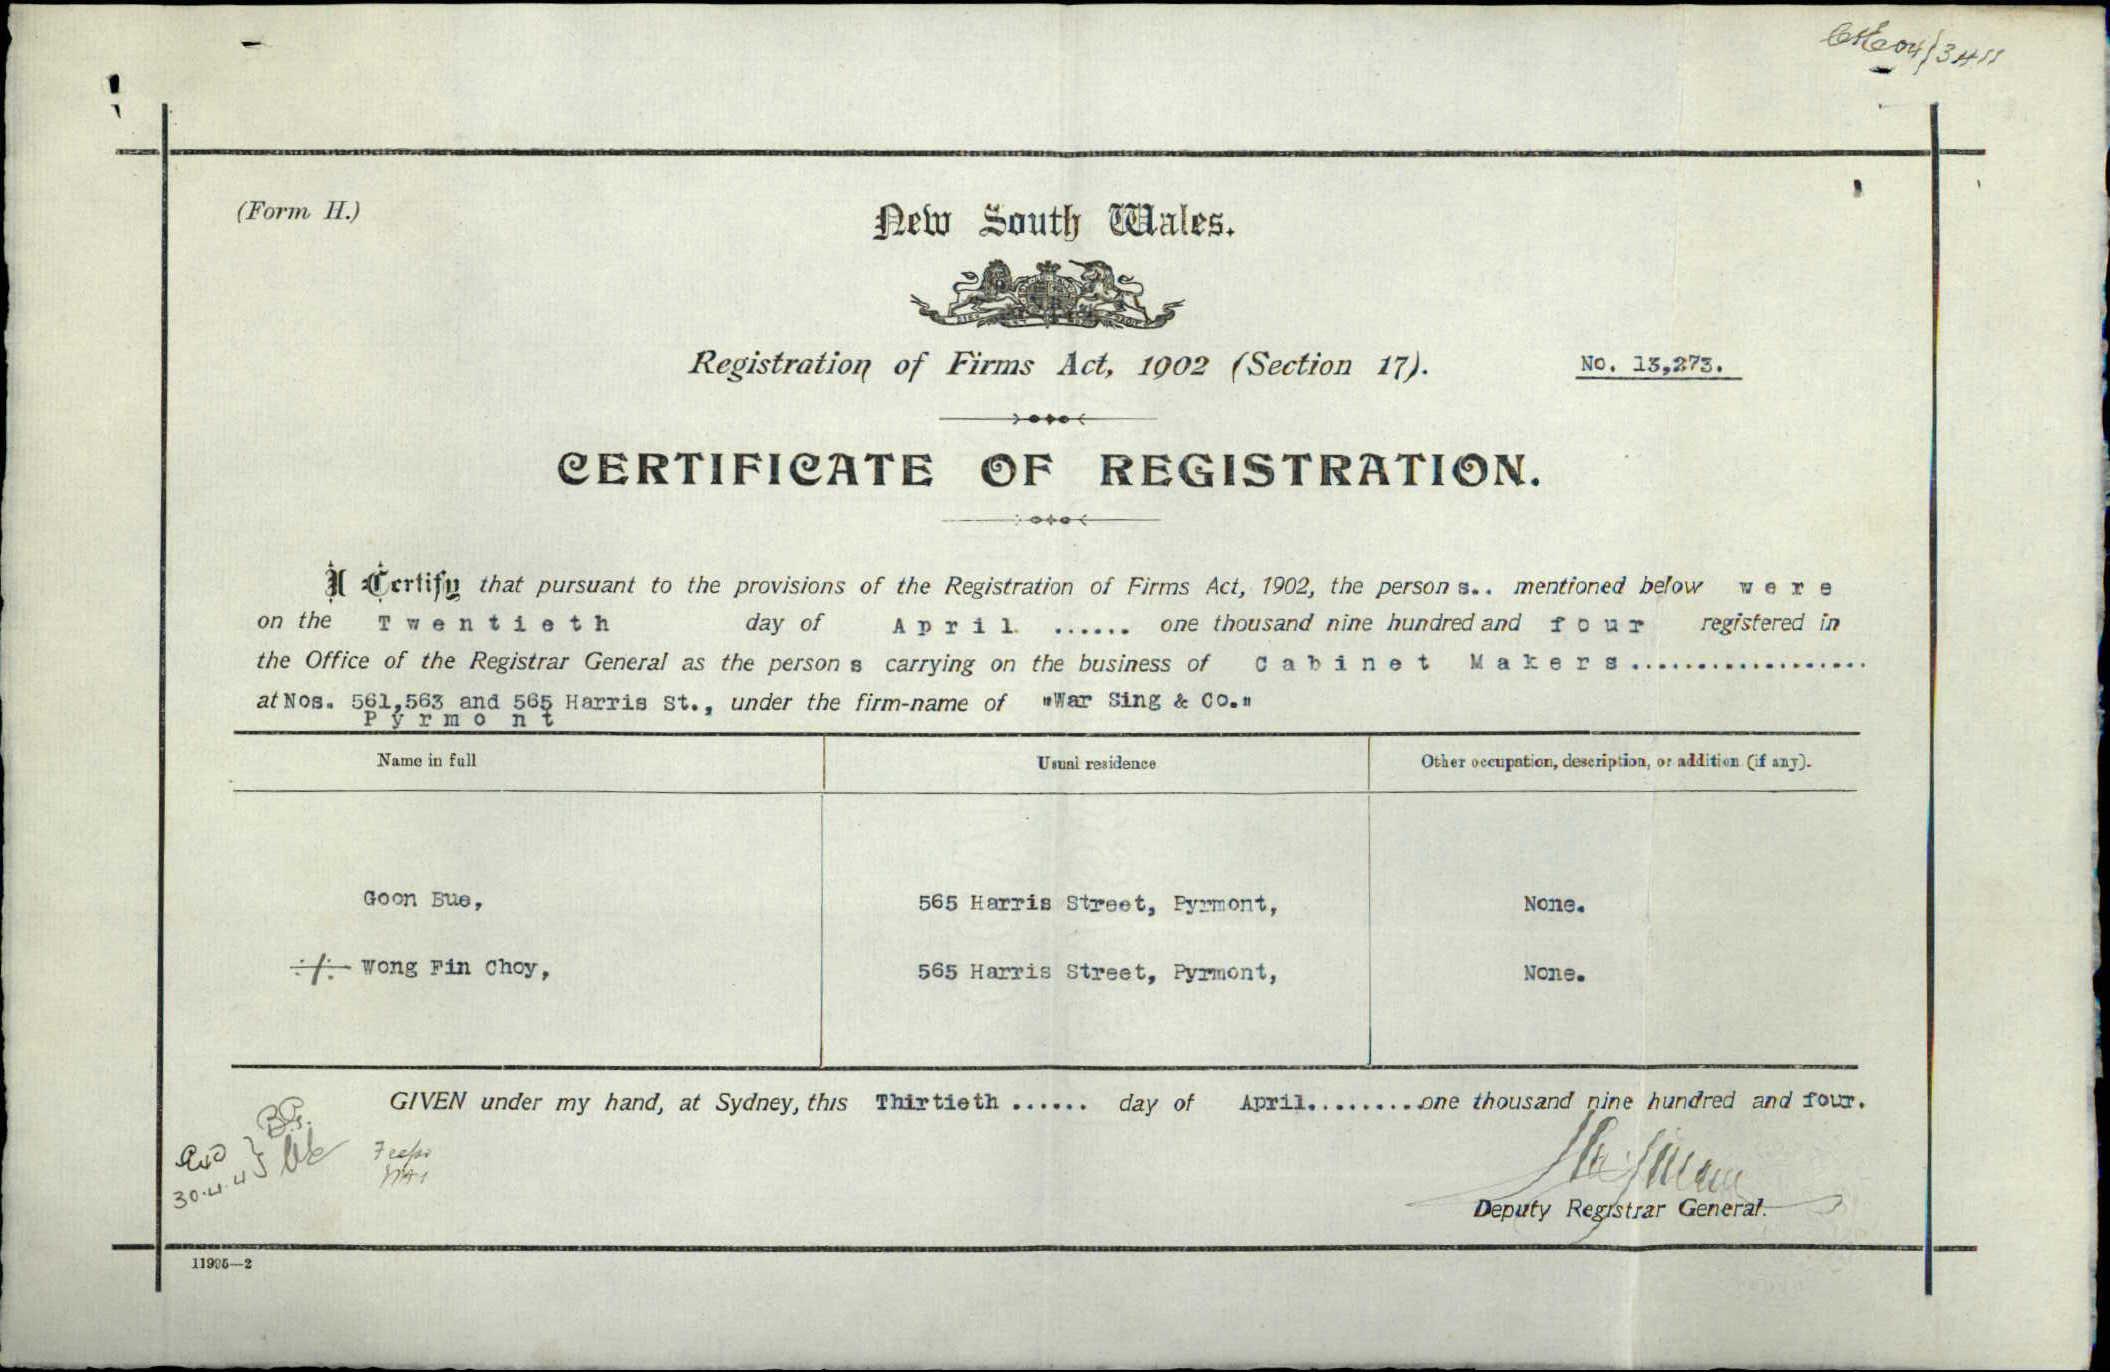 04/3411
(Form H.)
New South Wales.
Registration of Firms Act, 1902 (Section 17).
No. 13,273.
CERTIFICATE OF REGISTRATION.
I Certify that pursuant to the provisions of the Registration of Firms Act, 1902, the persons.. mentioned below were
on the Twentieth day of April ...... one thousand nine hundred and four registered in
the Office of the Registrar General as the persons carrying on the business of Cabinet Makers...................
at Nos. 561,563 and 565 Harris St., under the firm-name of "War Sing & Co."
Pyrmont
Name in full Usual residence Other occupation, description, or addition (if any).
Goon Bue, 565 Harris Street, Pyrmont, None.
Wong Fin Choy, 565 Harris Street, Pyrmont, None.
GIVEN under my hand, at Sydney, this Thirtieth ...... day of April.........one thousand nine hundred and four.
30.4.4
Deputy Registrar General.
11995—2